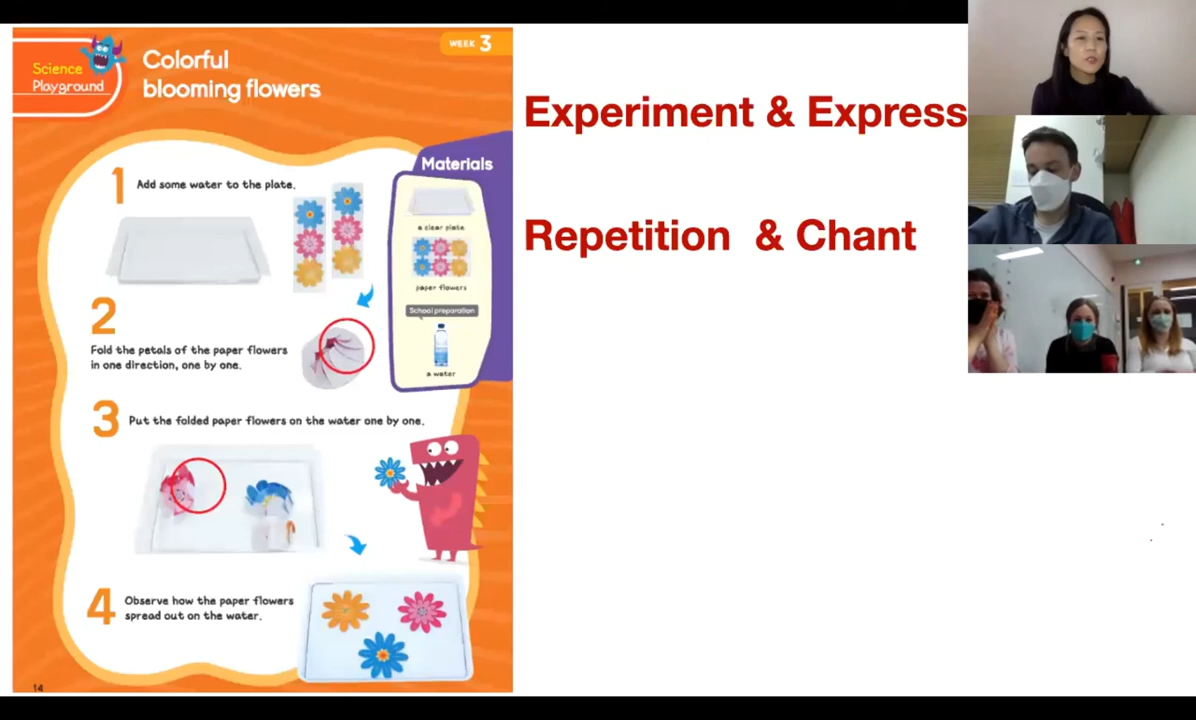 Science
Playground
Colorful
blooming flowers
WEEK 3
1 Add some water to the plate.
2
Fold the petals of the paper flowers
in one direction, one by one.
3 Put the folded paper flowers on the water one by one.
4 Observe how the paper flowers
spread out on the water.
Materials
a clear plate
paper flowers
School preparation
a water
14
Experiment & Express
Repetition & Chant